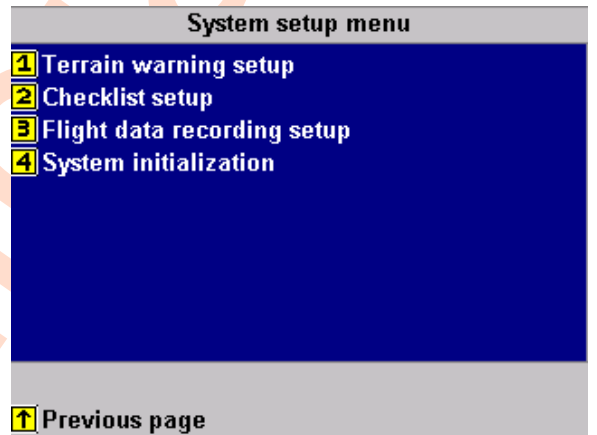 System setup menu
1 Terrain warning setup
2 Checklist setup
3 Flight data recording setup
4 System initialization
↑ Previous page